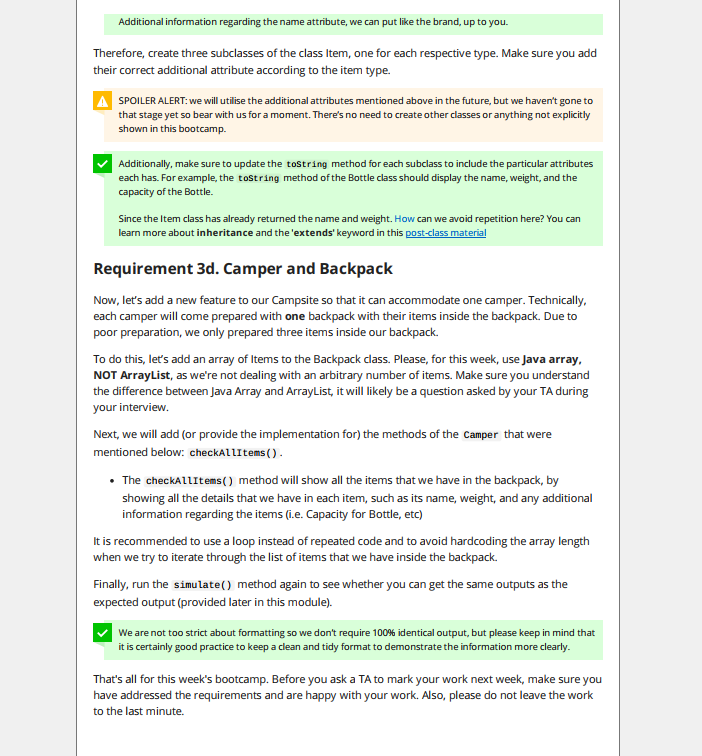 Additional information regarding the name attribute, we can put like the brand, up to you.
Therefore, create three subclasses of the class Item, one for each respective type. Make sure you add
their correct additional attribute according to the item type.
SPOILER ALERT: we will utilise the additional attributes mentioned above in the future, but we haven't gone to
that stage yet so bear with us for a moment. There's no need to create other classes or anything not explicitly
shown in this bootcamp.
Additionally, make sure to update the toString method for each subclass to include the particular attributes
each has. For example, the toString method of the Bottle class should display the name, weight, and the
capacity of the Bottle.
Since the Item class has already returned the name and weight. How can we avoid repetition here? You can
learn more about inheritance and the 'extends' keyword in this post-class material
Requirement 3d. Camper and Backpack
Now, let's add a new feature to our Campsite so that it can accommodate one camper. Technically,
each camper will come prepared with one backpack with their items inside the backpack. Due to
poor preparation, we only prepared three items inside our backpack.
To do this, let's add an array of Items to the Backpack class. Please, for this week, use Java array,
NOT ArrayList, as we're not dealing with an arbitrary number of items. Make sure you understand
the difference between Java Array and ArrayList, it will likely be a question asked by your TA during
your interview.
Next, we will add (or provide the implementation for) the methods of the Camper that were
mentioned below: checkAllItems().
• The checkAllItems() method will show all the items that we have in the backpack, by
showing all the details that we have in each item, such as its name, weight, and any additional
information regarding the items (i.e. Capacity for Bottle, etc)
It is recommended to use a loop instead of repeated code and to avoid hardcoding the array length
when we try to iterate through the list of items that we have inside the backpack.
Finally, run the simulate() method again to see whether you can get the same outputs as the
expected output (provided later in this module).
We are not too strict about formatting so we don't require 100% identical output, but please keep in mind that
it is certainly good practice to keep a clean and tidy format to demonstrate the information more clearly.
That's all for this week's bootcamp. Before you ask a TA to mark your work next week, make sure you
have addressed the requirements and are happy with your work. Also, please do not leave the work
to the last minute.